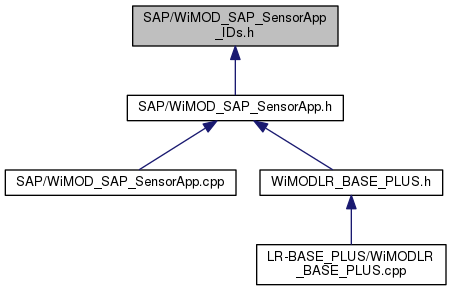 SAP/WiMOD_SAP_SensorApp
_IDs.h
SAP/WiMOD_SAP_SensorApp.h
SAP/WiMOD_SAP_SensorApp.cpp
WiMODLR_BASE_PLUS.h
LR-BASE_PLUS/WiMODLR
_BASE_PLUS.cpp